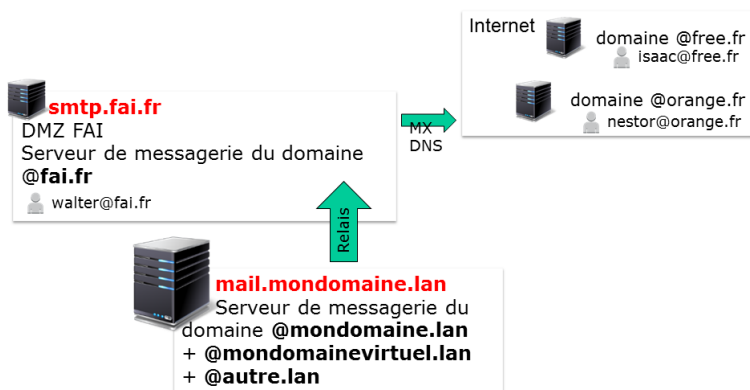 Internet
domaine @free.fr
isaac@free.fr
domaine @orange.fr
nestor@orange.fr
smtp.fai.fr
DMZ FAI
Serveur de messagerie du domaine
@fai.fr
walter@fai.fr
MX
DNS
Relais
mail.mondomaine.lan
Serveur de messagerie du
domaine @mondomaine.lan
+ @mondomainevirtuel.lan
+ @autre.lan